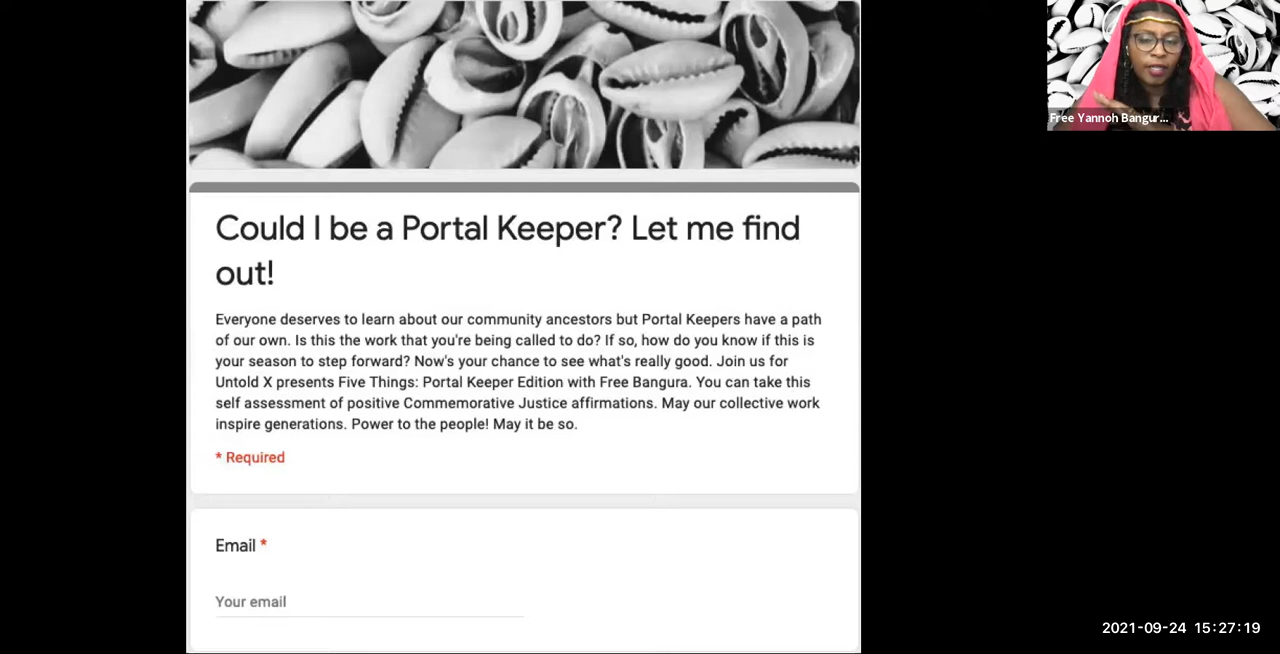 Free Yannoh Bangur...
Could I be a Portal Keeper? Let me find
out!
Everyone deserves to learn about our community ancestors but Portal Keepers have a path
of our own. Is this the work that you're being called to do? If so, how do you know if this is
your season to step forward? Now's your chance to see what's really good. Join us for
Untold X presents Five Things: Portal Keeper Edition with Free Bangura. You can take this
self assessment of positive Commemorative Justice affirmations. May our collective work
inspire generations. Power to the people! May it be so.
* Required
Email *
Your email
2021-09-24 15:27:19